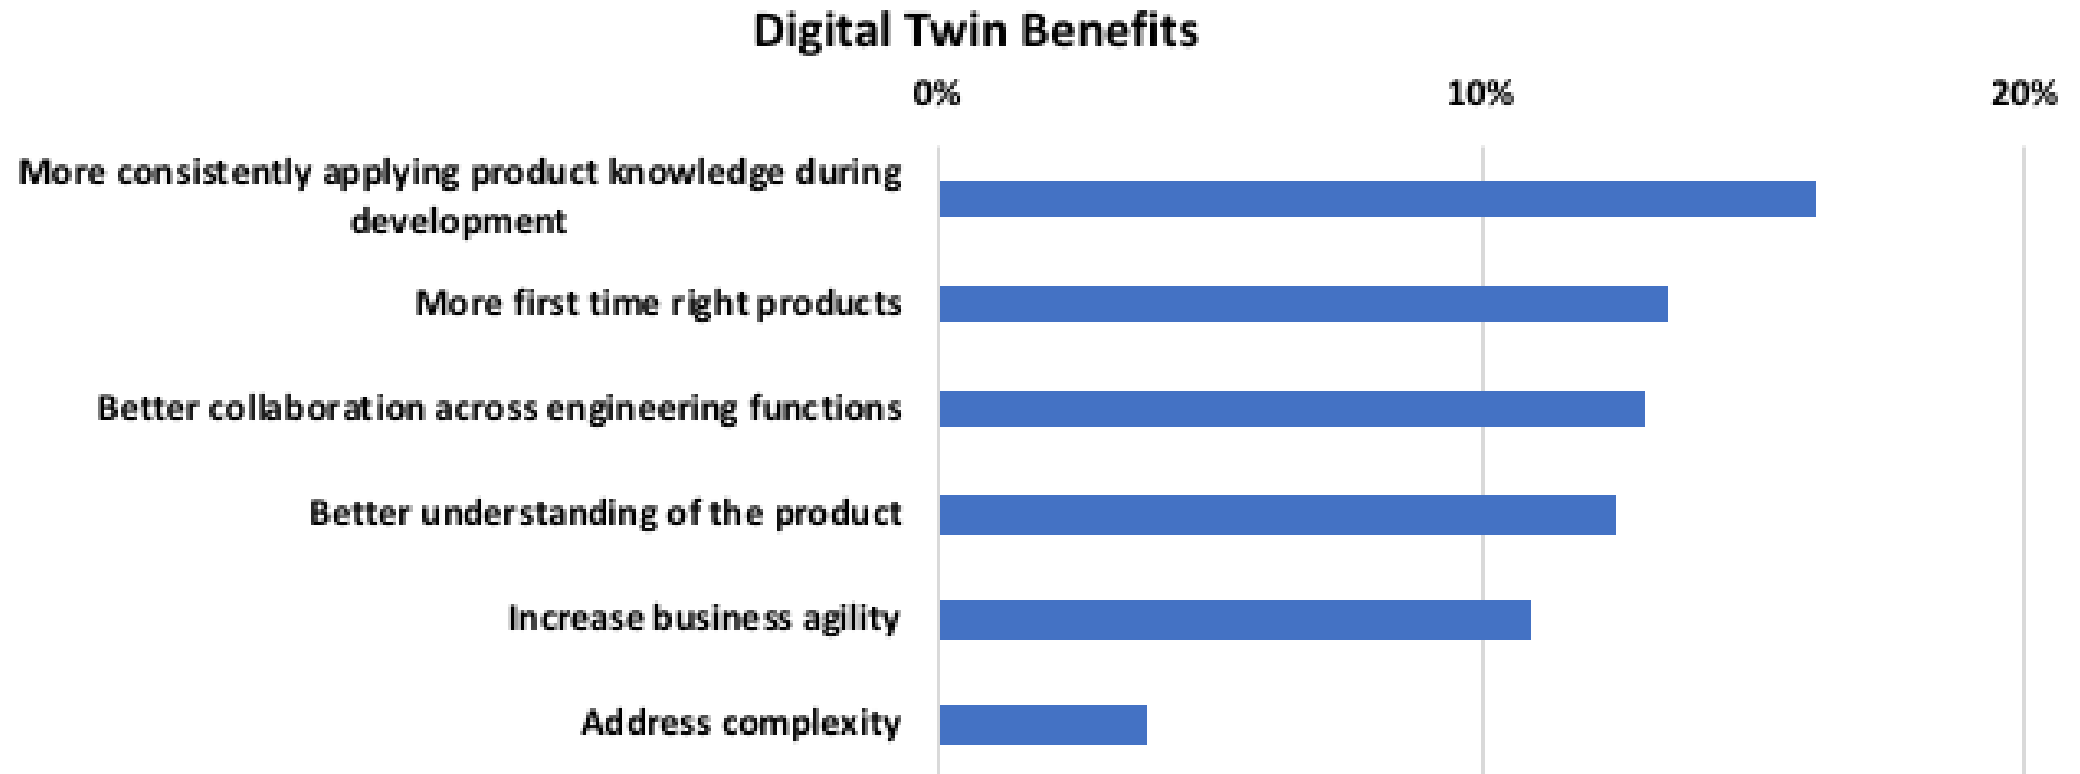 Digital Twin Benefits
0% 10% 20%
More consistently applying product knowledge during
development
More first time right products
Better collaboration across engineering functions
Better understanding of the product
Increase business agility
Address complexity